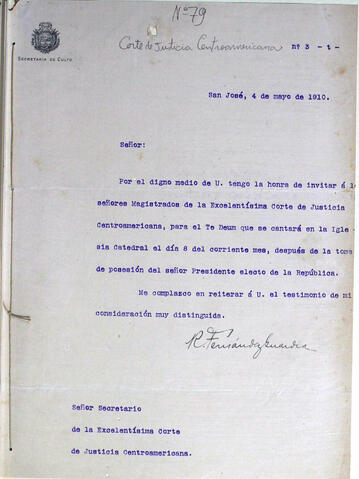 Nº 79
Corte de Justicia Centroamericana nº 3 - t -
SECRETARIA DE CULTO
San José, 4 de mayo de 1910.
Señor:
Por el digno medio de U. tengo la honra de invitar á l
señores Magistrados de la Excelentísima Corte de Justicia
Centroamericana, para el Te Deum que se cantará en la Igle
sia Catedral el día 8 del corriente mes, después de la toma
de posesión del señor Presidente electo de la República.
Me complazco en reiterar á U. el testimonio de mi
consideración muy distinguida.
R. Fernández Guardia
Señor Secretario
de la Excelentísima Corte
de Justicia Centroamericana.